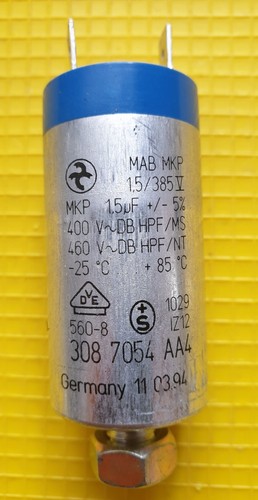 MAB MKP
1,5/385 V
MKP 1,5µF +/- 5%
400 V~DB HPF/MS
460 V~DB HPF/NT
-25 °C + 85 °C
DVE
560-8
+
S
1029
IZ12
308 7054 AA4
Germany 11 03.94